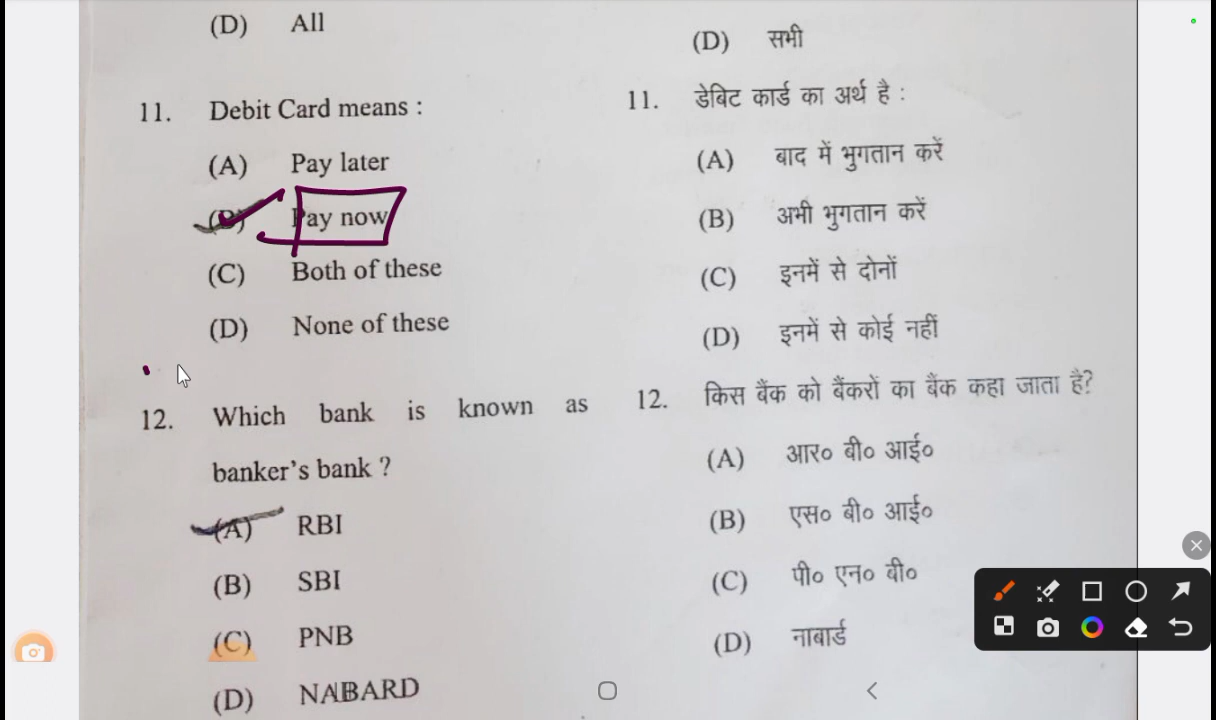 (D) All
11. Debit Card means :
(A) Pay later
(B) Pay now
(C) Both of these
(D) None of these
12. Which bank is known as
banker's bank ?
(A) RBI
(B) SBI
(C) PNB
(D) NABARD
(D) सभी
11. डेबिट कार्ड का अर्थ है :
(A) बाद में भुगतान करें
(B) अभी भुगतान करें
(C) इनमें से दोनों
(D) इनमें से कोई नहीं
12. किस बैंक को बैंकरों का बैंक कहा जाता है?
(A) आर० बी० आई०
(B) एस० बी० आई०
(C) पी० एन० बी०
(D) नाबार्ड